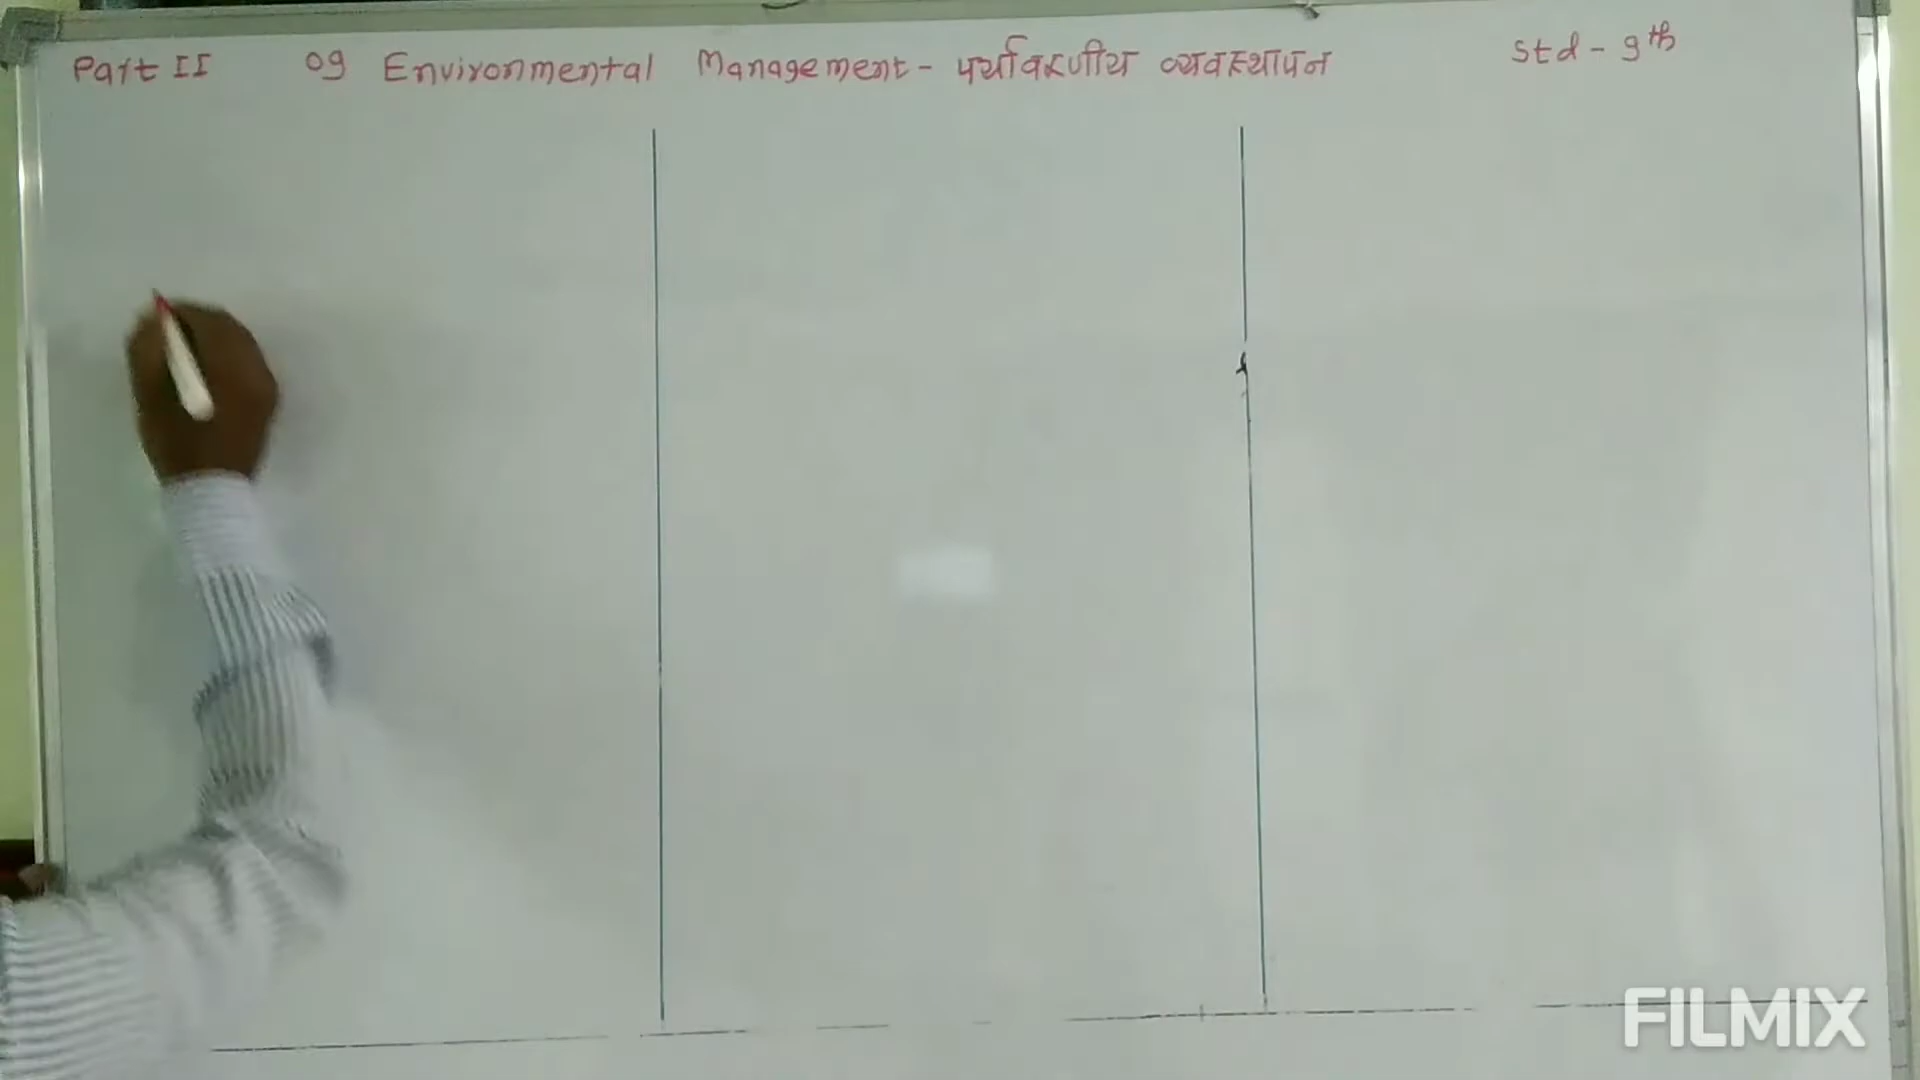 Part II 09 Environmental Management - पर्यावरणीय व्यवस्थापन Std - 9th
FILMIX